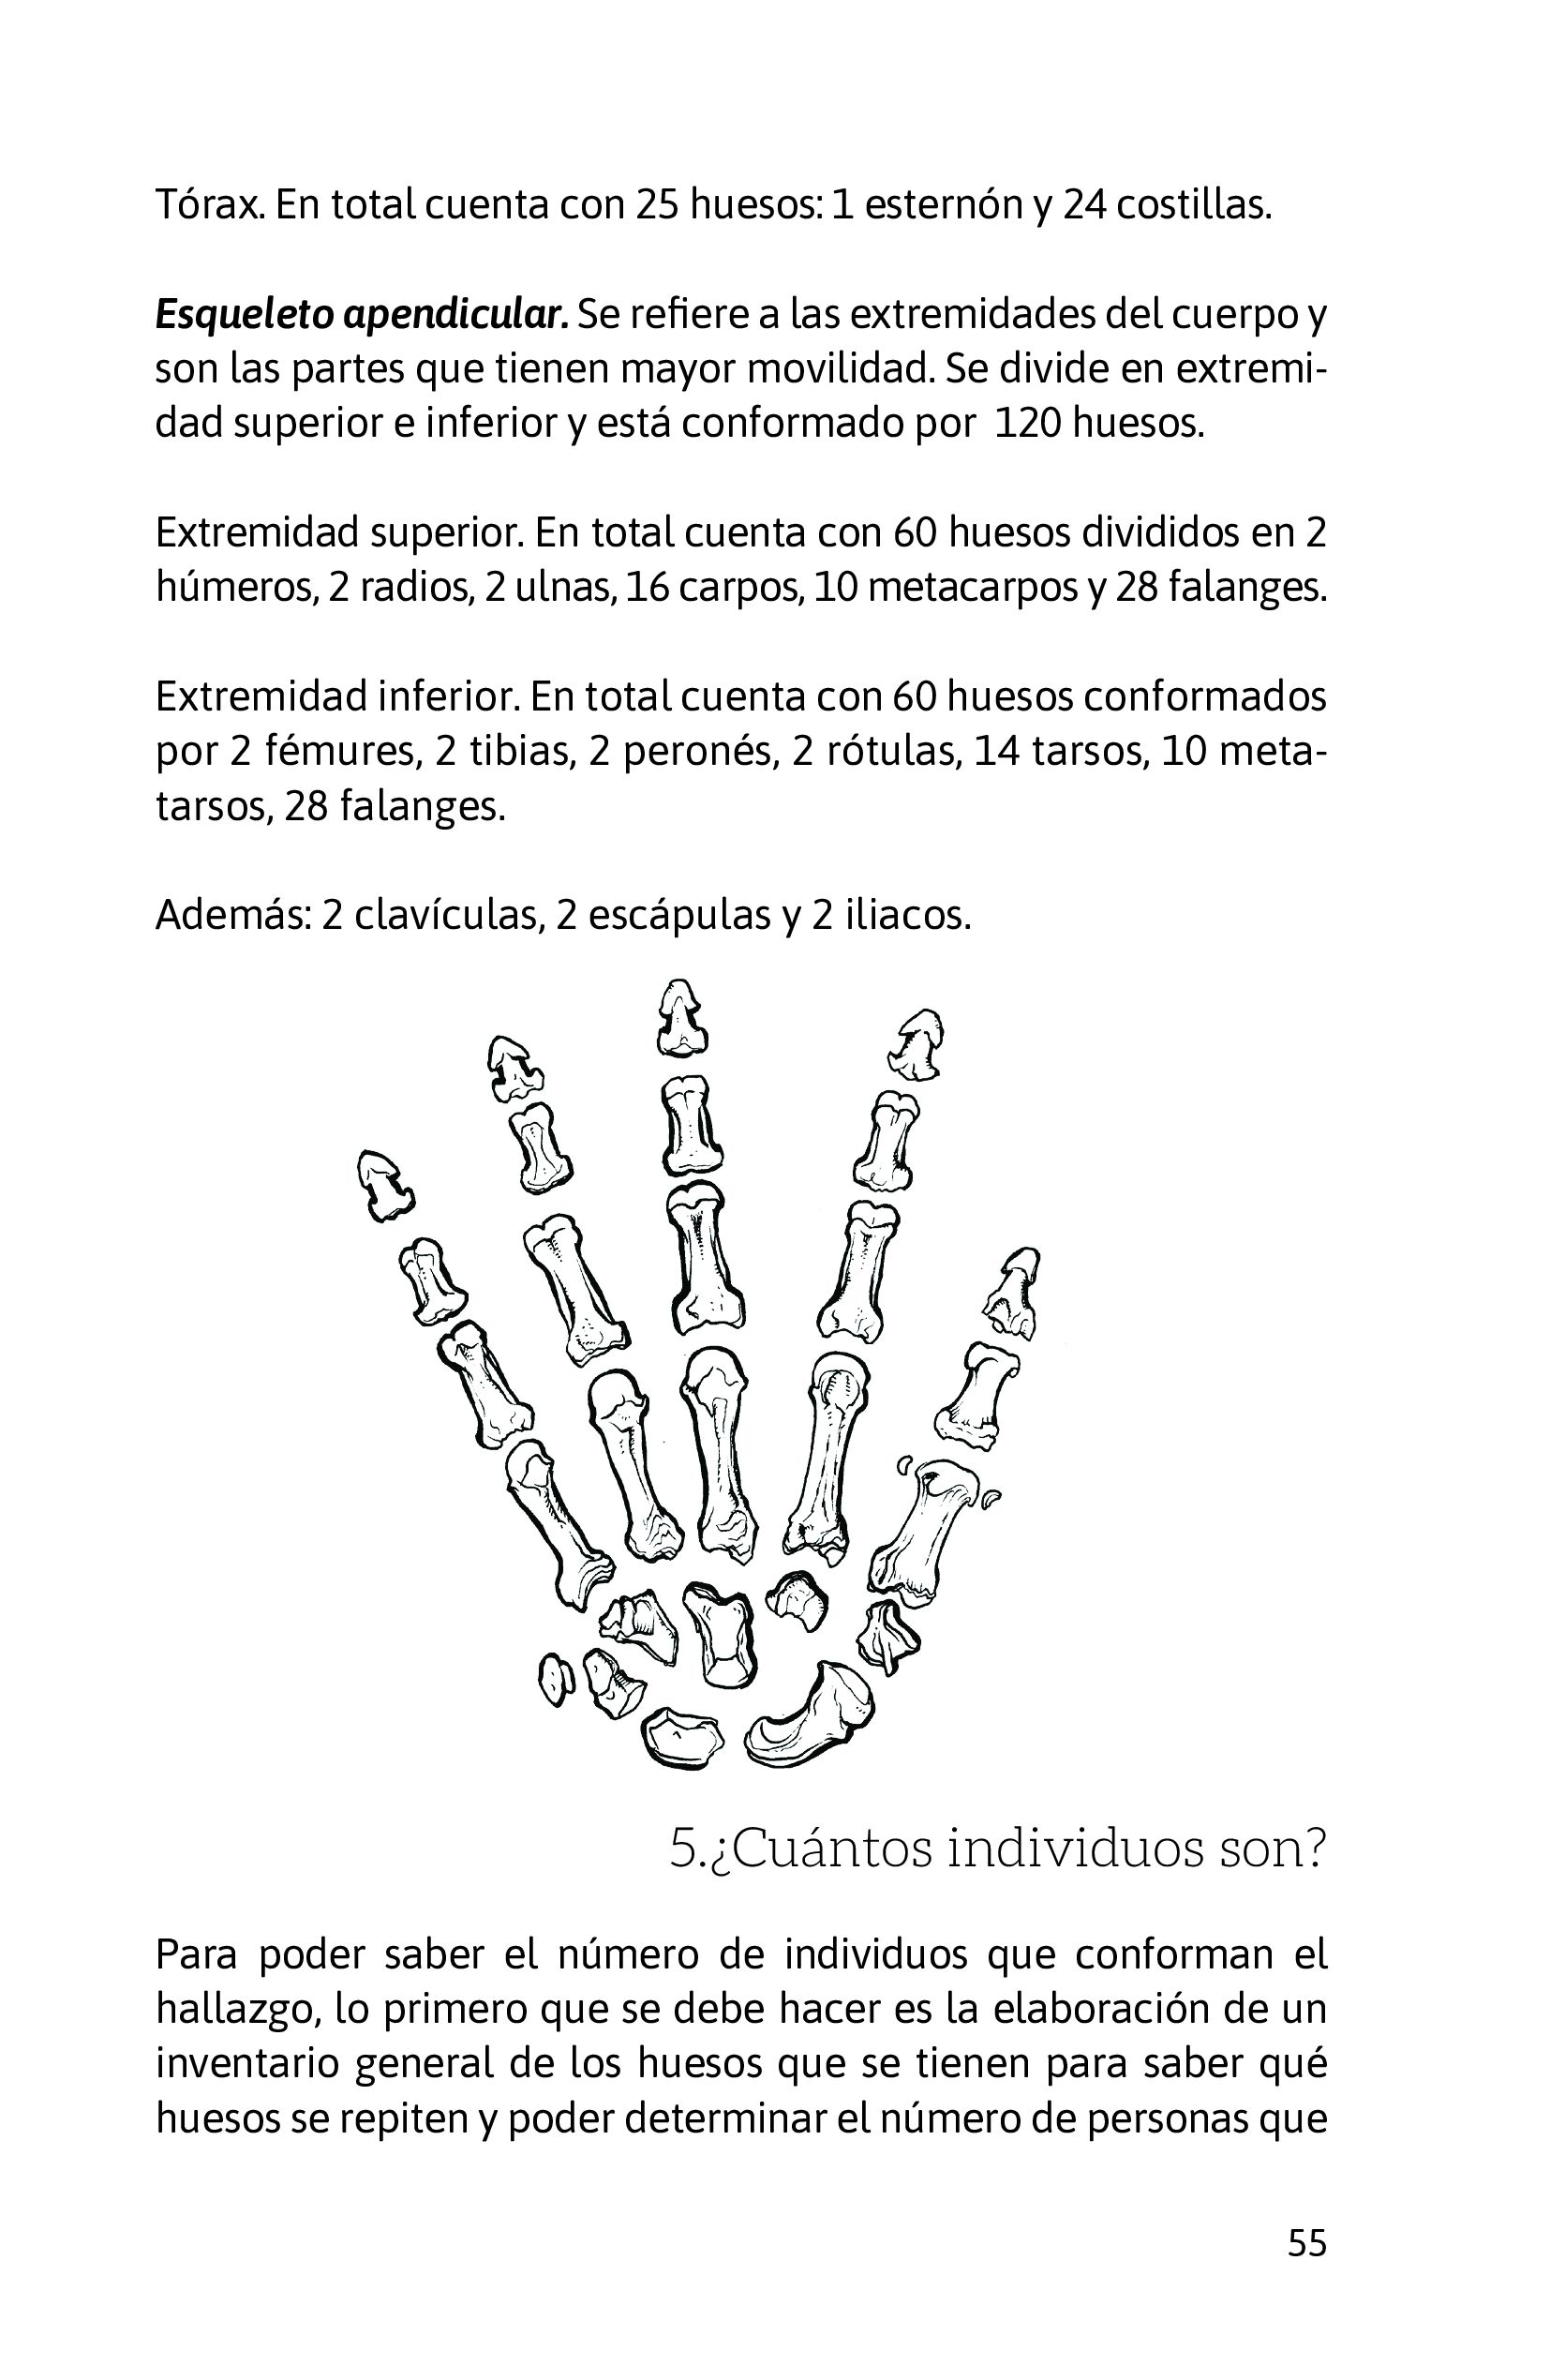 Tórax. En total cuenta con 25 huesos: 1 esternón y 24 costillas.
Esqueleto apendicular. Se refiere a las extremidades del cuerpo y
son las partes que tienen mayor movilidad. Se divide en extremi-
dad superior e inferior y está conformado por 120 huesos.
Extremidad superior. En total cuenta con 60 huesos divididos en 2
húmeros, 2 radios, 2 ulnas, 16 carpos, 10 metacarpos y 28 falanges.
Extremidad inferior. En total cuenta con 60 huesos conformados
por 2 fémures, 2 tibias, 2 peronés, 2 rótulas, 14 tarsos, 10 meta-
tarsos, 28 falanges.
Además: 2 clavículas, 2 escápulas y 2 iliacos.
5.¿Cuántos individuos son?
Para poder saber el número de individuos que conforman el
hallazgo, lo primero que se debe hacer es la elaboración de un
inventario general de los huesos que se tienen para saber qué
huesos se repiten y poder determinar el número de personas que
55